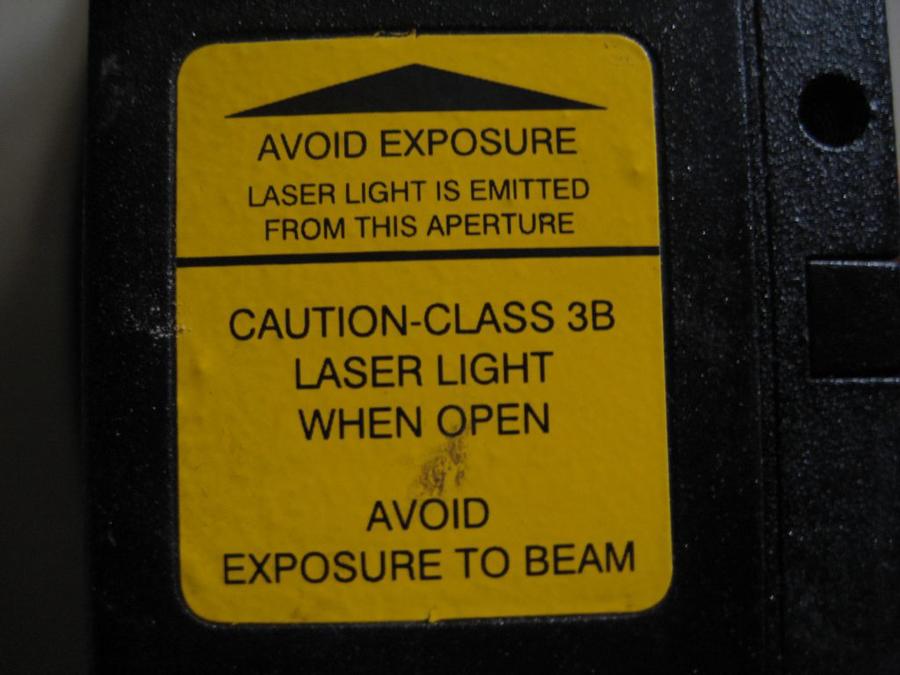 AVOID EXPOSURE
LASER LIGHT IS EMITTED
FROM THIS APERTURE
CAUTION-CLASS 3B
LASER LIGHT
WHEN OPEN
AVOID
EXPOSURE TO BEAM